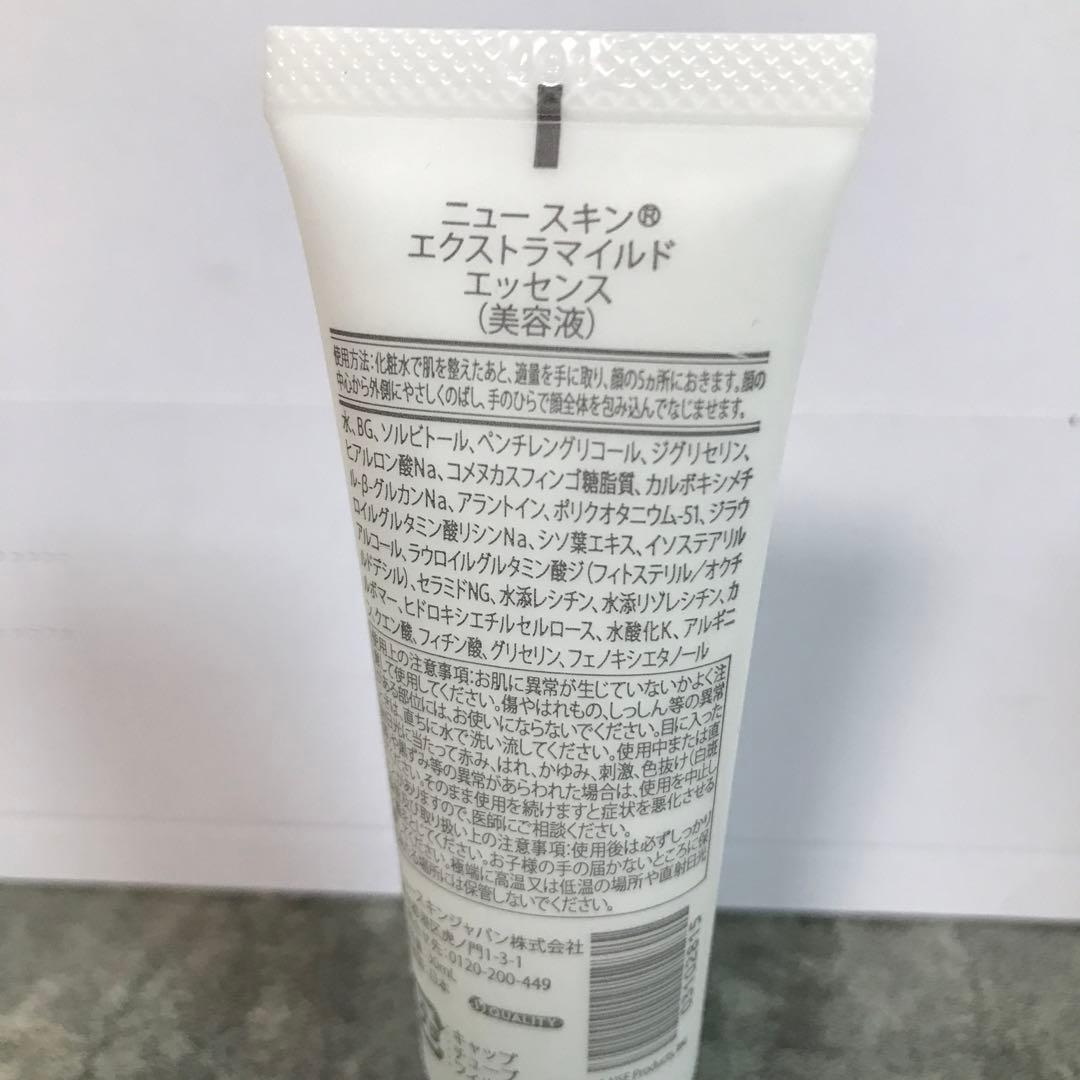 ニュー スキン®
エクストラマイルド
エッセンス
(美容液)
使用方法:化粧水で肌を整えたあと、適量を手に取り、顔の5ヵ所におきます。顔の
中心から外側にやさしくのばし、手のひらで顔全体を包み込んでなじませます。
水、BG、ソルビトール、ペンチレングリコール、ジグリセリン、
ヒアルロン酸Na、コメヌカスフィンゴ糖脂質、カルボキシメチ
ル-β-グルカンNa、アラントイン、ポリクオタニウム-51、ジラウ
ロイルグルタミン酸リシンNa、シソ葉エキス、イソステアリル
アルコール、ラウロイルグルタミン酸ジ(フィトステリル/オクチ
ルドデシル)、セラミドNG、水添レシチン、水添リゾレシチン、カ
ルボマー、ヒドロキシエチルセルロース、水酸化K、アルギニ
ン、クエン酸、フィチン酸、グリセリン、フェノキシエタノール
使用上の注意事項:お肌に異常が生じていないかよく注
して使用してください。傷やはれもの、しっしん等の異常
ある部位には、お使いにならないでください。目に入った
は、直ちに水で洗い流してください。使用中または直
に当たって赤み、はれ、かゆみ、刺激、色抜け(白斑
ずみ等の異常があらわれた場合は、使用を中止し
さい。そのまま使用を続けますと症状を悪化させる
ありますので、医師にご相談ください。
び取り扱い上の注意事項:使用後は必ずしっかり
をしてください。お子様の手の届かないところに保
ください。極端に高温又は低温の場所や直射日光
る場所には保管しないでください。
スキンジャパン株式会社
区虎ノ門1-3-1
先:0120-200-449
30mL
日本
QUALITY
キャップ
チューブ
NSE Products,